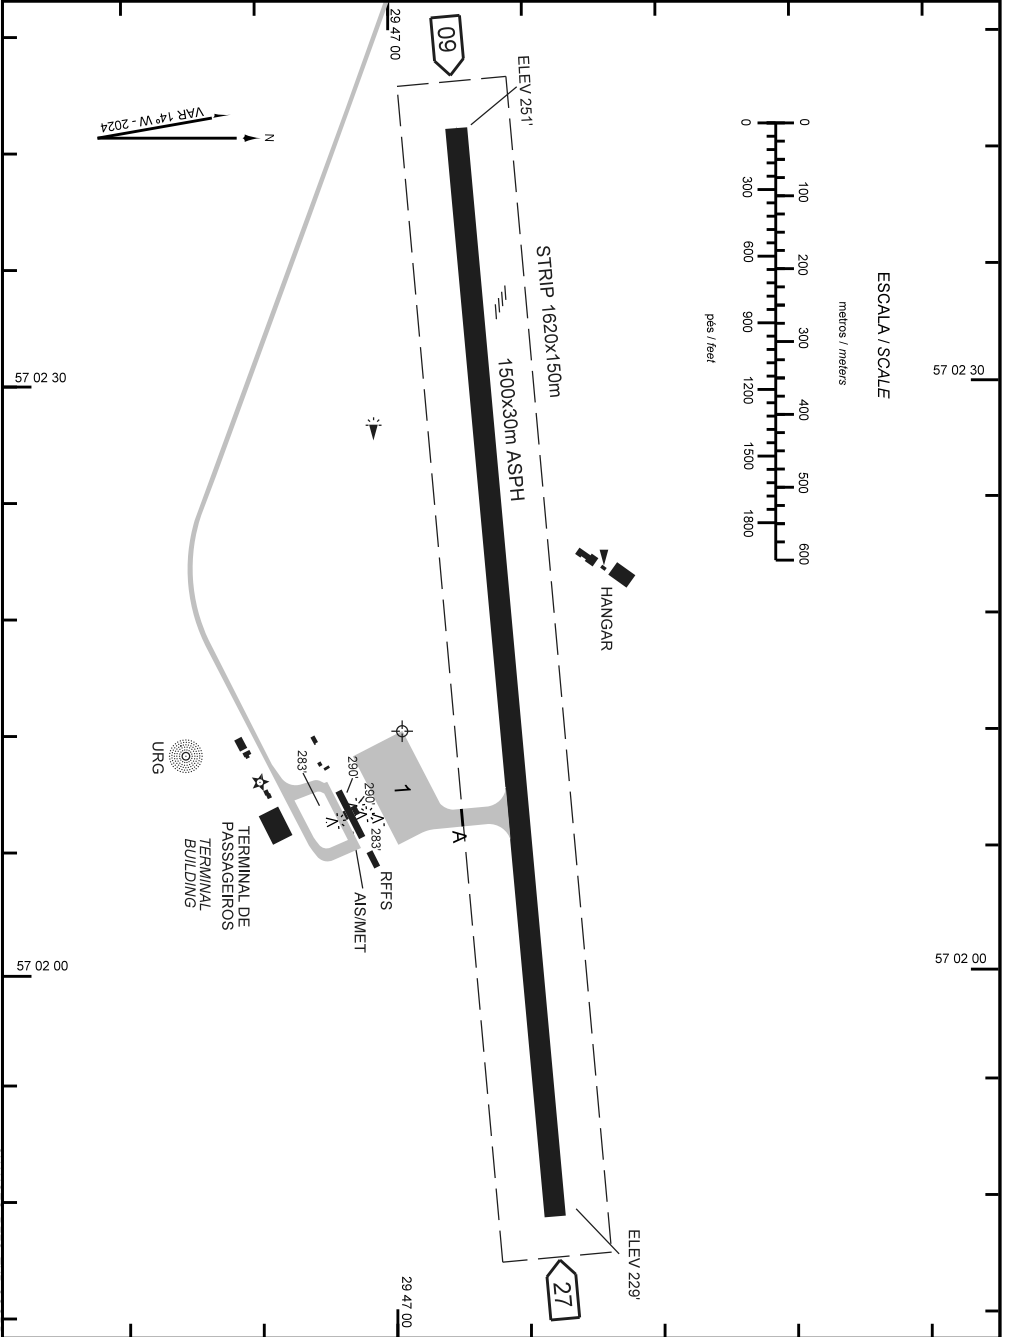 ESCALA / SCALE
metros / meters
0 100 200 300 400 500 600
0 300 600 900 1200 1500 1800
pés / feet
57 02 30
57 02 00
ELEV 251'
ELEV 229'
STRIP 1620x150m
1500x30m ASPH
HANGAR
09
27
29 47 00
29 47 00
A
1
N
VAR 14º W - 2024
290'
283'
290'
283'
RFFS
AIS/MET
TERMINAL DE
PASSAGEIROS
TERMINAL
BUILDING
URG
57 02 30
57 02 00